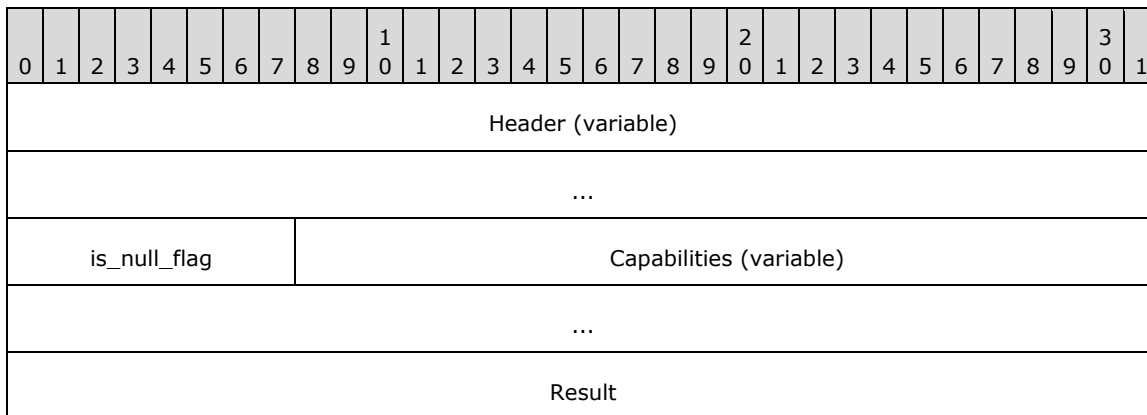 1 2 3
0 1 2 3 4 5 6 7 8 9 0 1 2 3 4 5 6 7 8 9 0 1 2 3 4 5 6 7 8 9 0 1
Header (variable)
...
is_null_flag Capabilities (variable)
...
Result